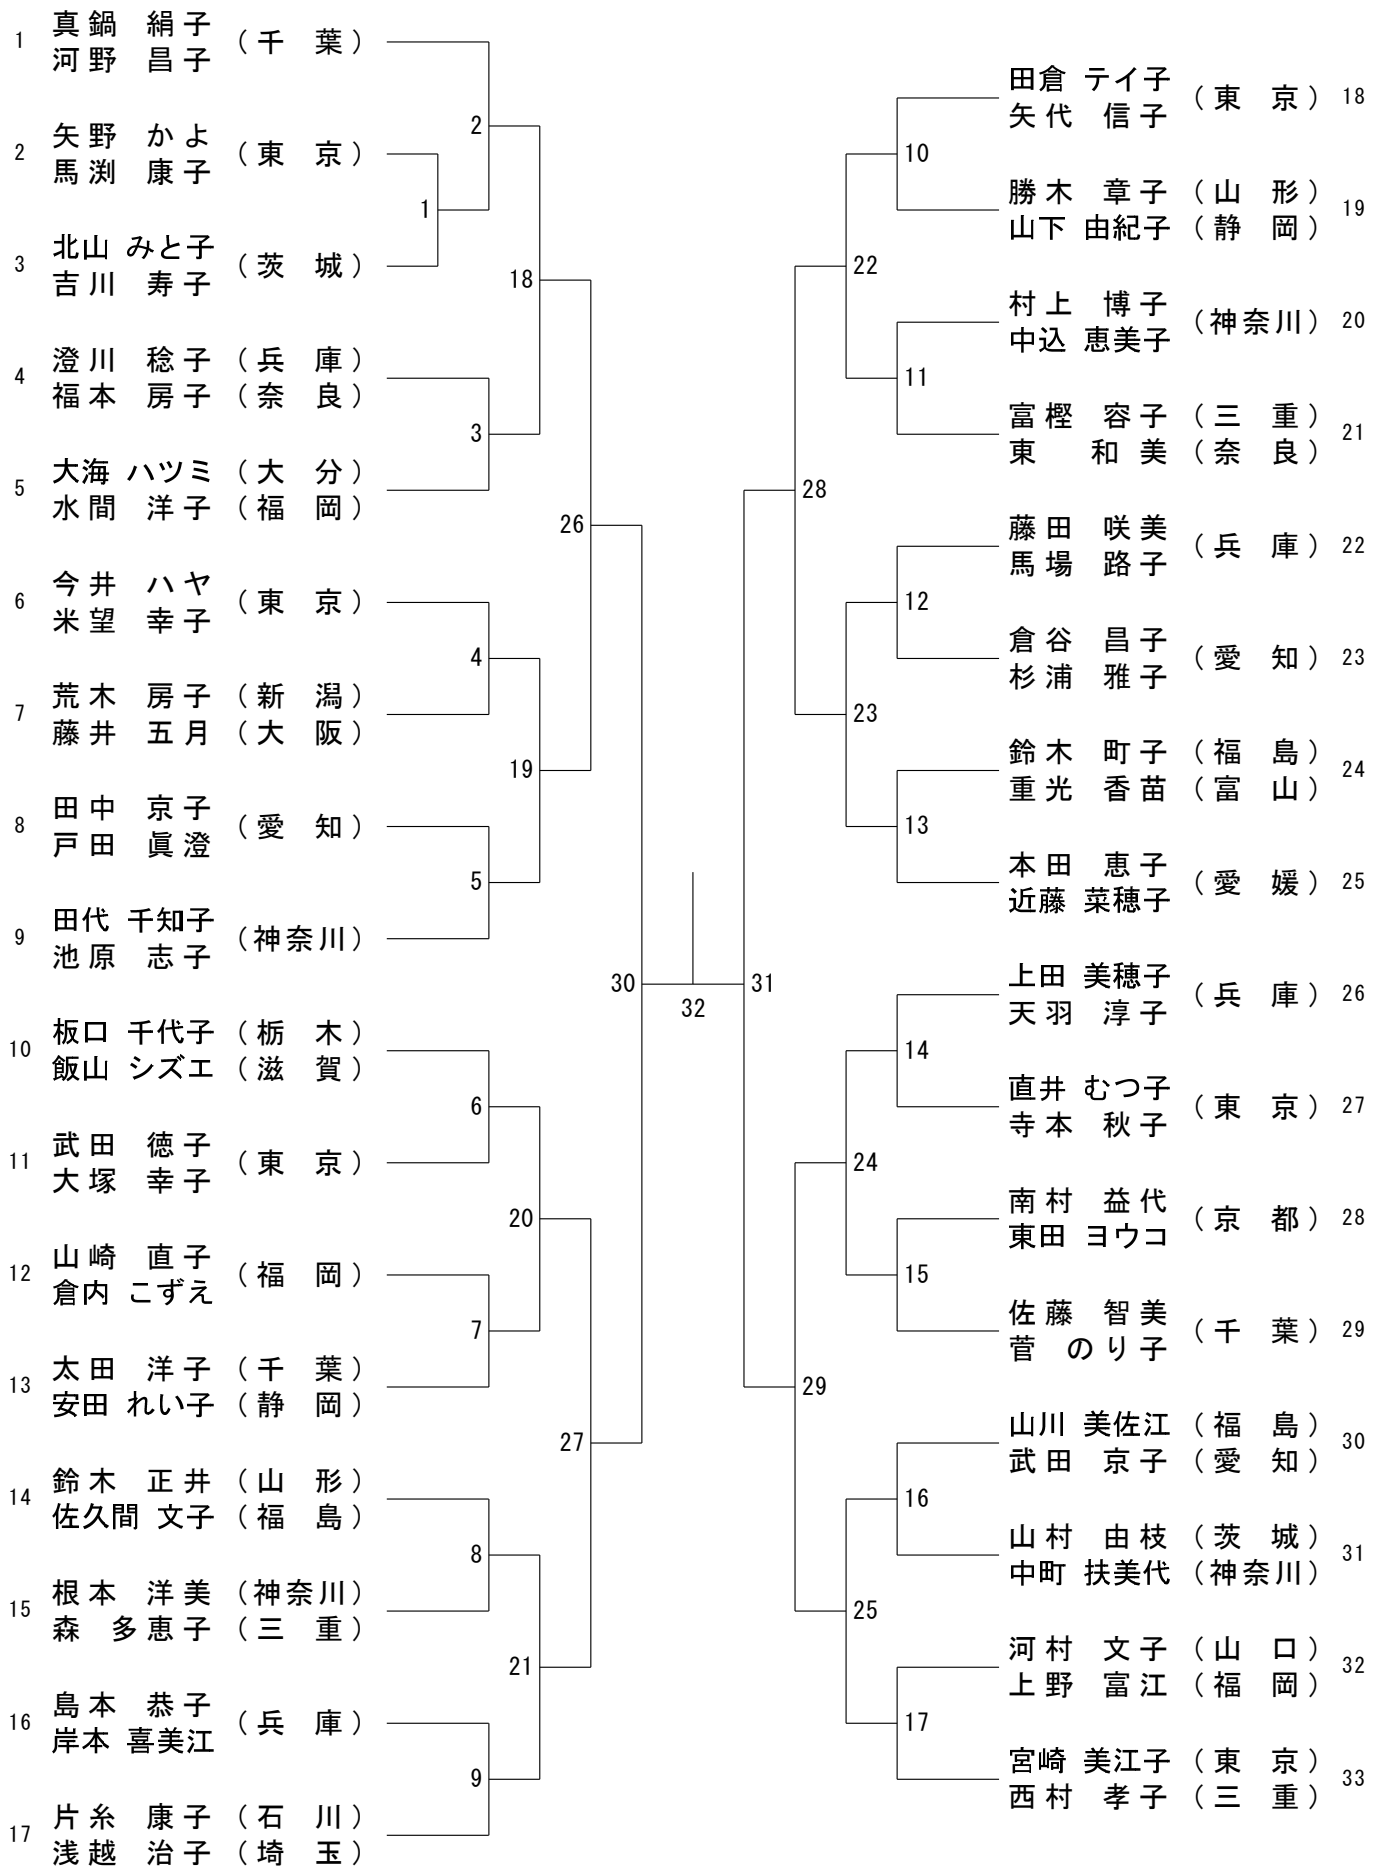 1 真鍋 絹子 (千 葉)
河野 昌子
2 矢野 かよ (東 京)
馬渕 康子
3 北山 みと子 (茨 城)
吉川 寿子
4 澄川 稔子 (兵 庫)
福本 房子 (奈 良)
5 大海 ハツミ (大 分)
水間 洋子 (福 岡)
6 今井 ハヤ (東 京)
米望 幸子
7 荒木 房子 (新 潟)
藤井 五月 (大 阪)
8 田中 京子 (愛 知)
戸田 眞澄
9 田代 千知子 (神奈川)
池原 志子
10 板口 千代子 (栃 木)
飯山 シズエ (滋 賀)
11 武田 徳子 (東 京)
大塚 幸子
12 山崎 直子 (福 岡)
倉内 こずえ
13 太田 洋子 (千 葉)
安田 れい子 (静 岡)
14 鈴木 正井 (山 形)
佐久間 文子 (福 島)
15 根本 洋美 (神奈川)
森 多恵子 (三 重)
16 島本 恭子 (兵 庫)
岸本 喜美江
17 片糸 康子 (石 川)
浅越 治子 (埼 玉)
1
2
3
4
5
6
7
8
9
18
19
20
21
26
27
30
32
31
28
29
22
23
24
25
10
11
12
13
14
15
16
17
田倉 テイ子 (東 京) 18
矢代 信子
勝木 章子 (山 形) 19
山下 由紀子 (静 岡)
村上 博子 (神奈川) 20
中込 恵美子
富樫 容子 (三 重) 21
東 和美 (奈 良)
藤田 咲美 (兵 庫) 22
馬場 路子
倉谷 昌子 (愛 知) 23
杉浦 雅子
鈴木 町子 (福 島) 24
重光 香苗 (富 山)
本田 恵子 (愛 媛) 25
近藤 菜穂子
上田 美穂子 (兵 庫) 26
天羽 淳子
直井 むつ子 (東 京) 27
寺本 秋子
南村 益代 (京 都) 28
東田 ヨウコ
佐藤 智美 (千 葉) 29
菅 のり子
山川 美佐江 (福 島) 30
武田 京子 (愛 知)
山村 由枝 (茨 城) 31
中町 扶美代 (神奈川)
河村 文子 (山 口) 32
上野 富江 (福 岡)
宮崎 美江子 (東 京) 33
西村 孝子 (三 重)